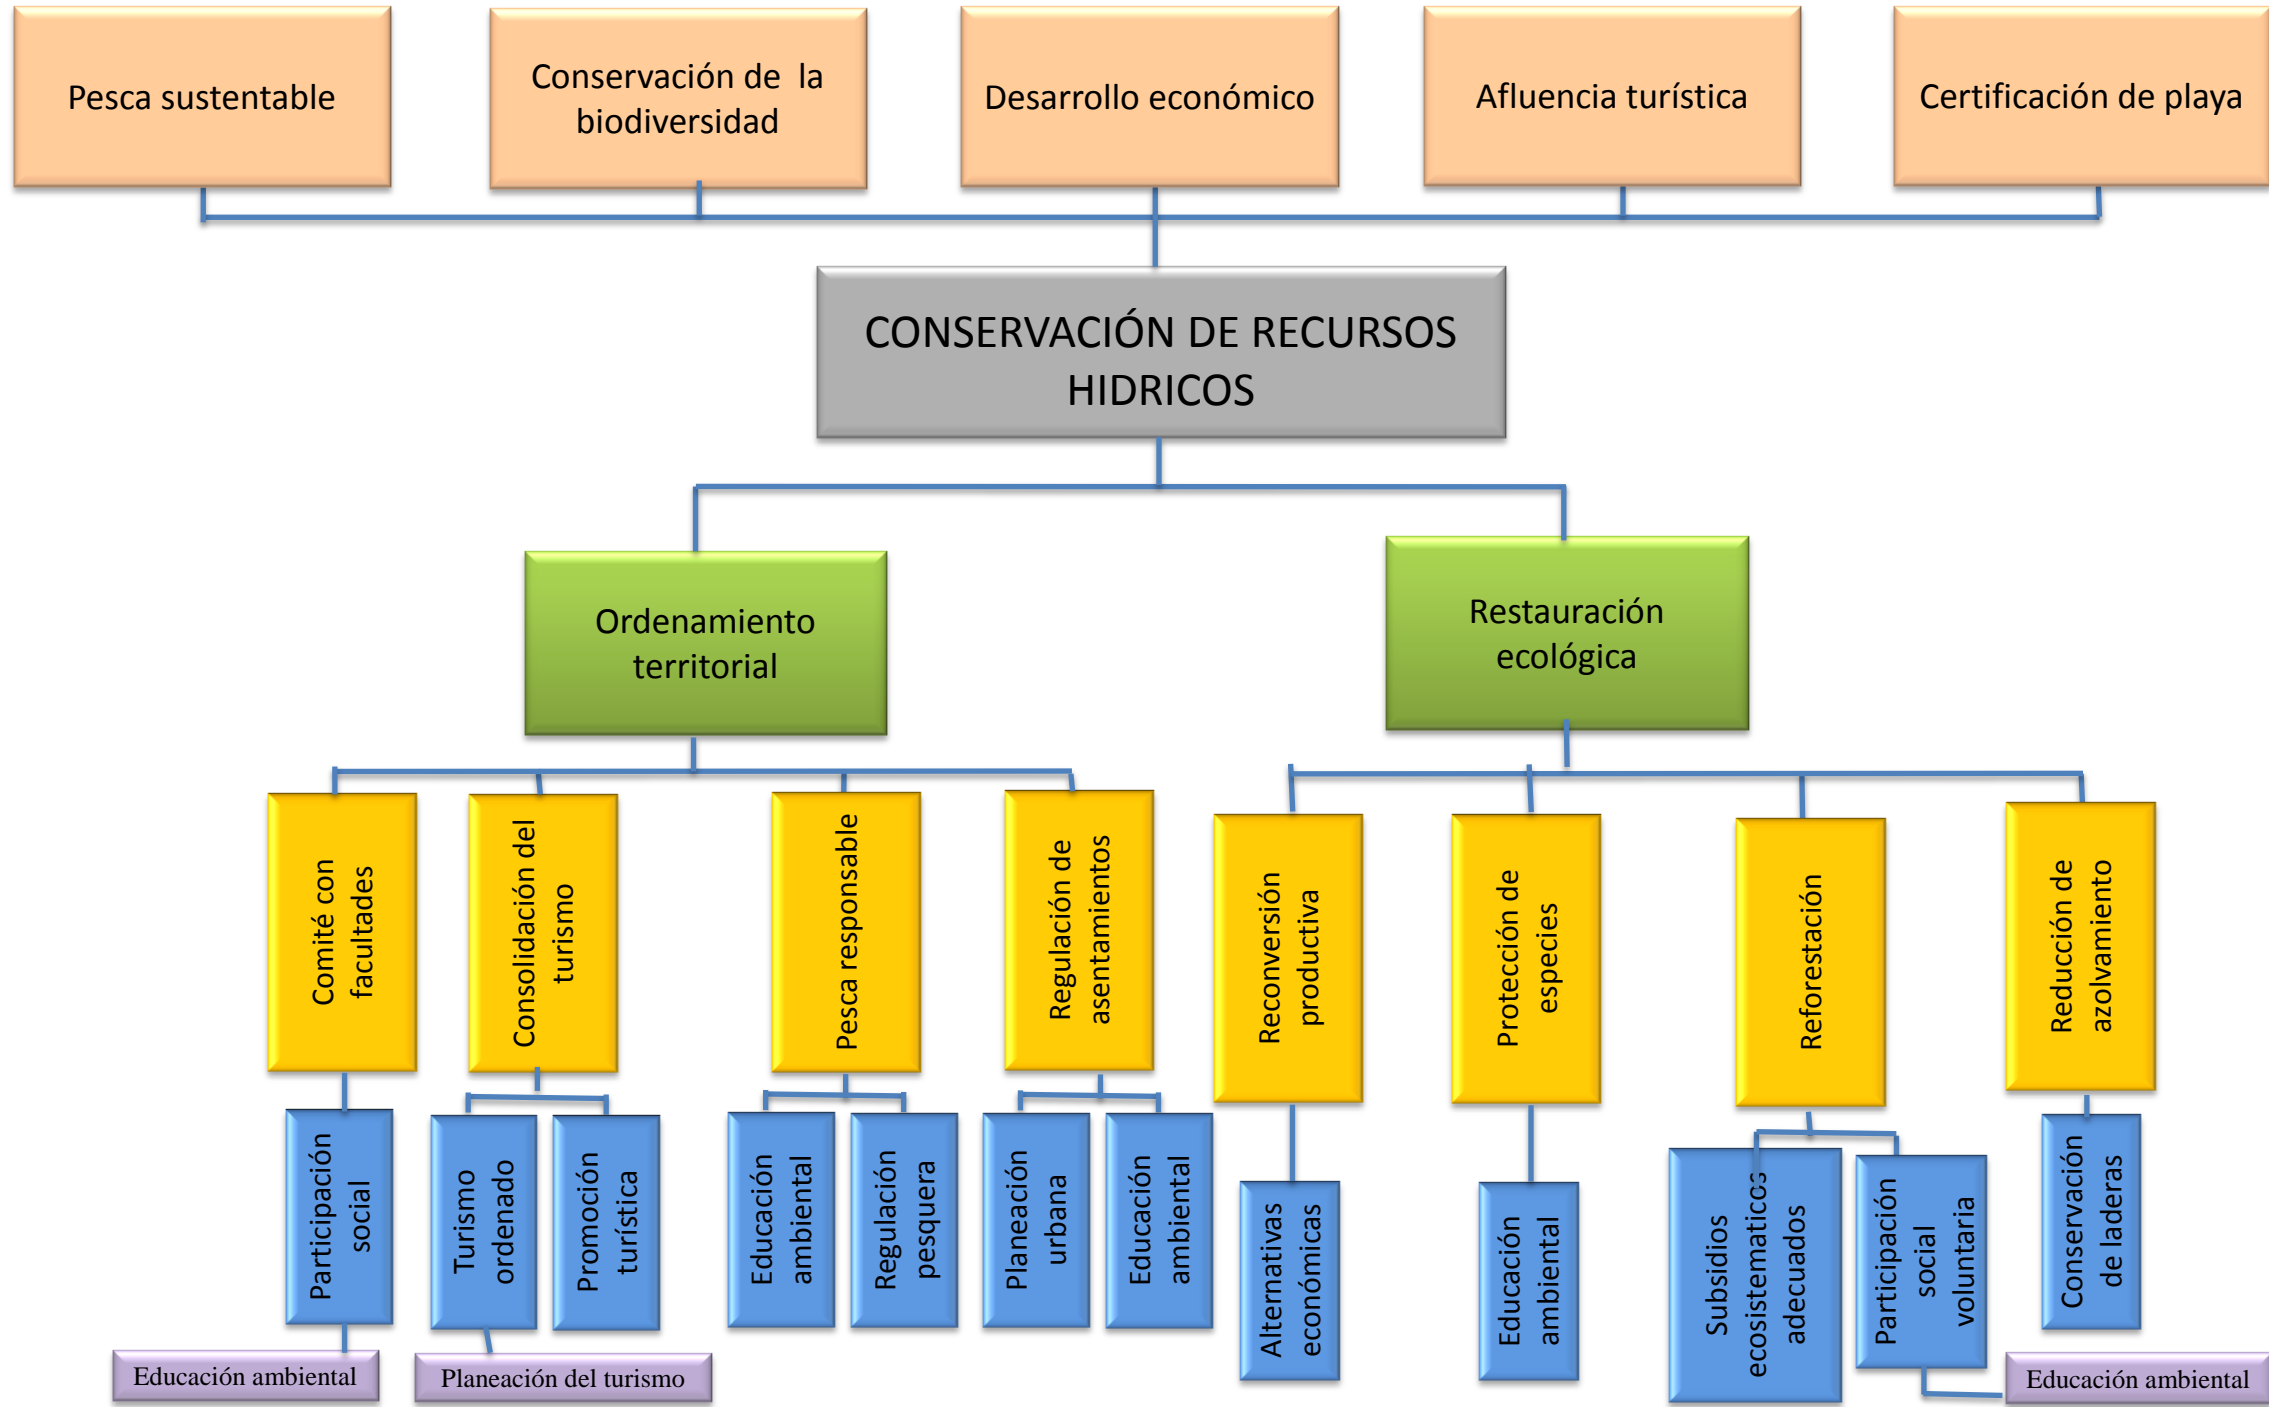 Pesca sustentable
Conservación de la
biodiversidad
Desarrollo económico
Afluencia turística
Certificación de playa
CONSERVACIÓN DE RECURSOS
HIDRICOS
Ordenamiento
territorial
Restauración
ecológica
Comité con
facultades
Consolidación del
turismo
Pesca responsable
Regulación de
asentamientos
Reconversión
productiva
Protección de
especies
Reforestación
Reducción de
azolvamiento
Participación
social
Turismo
ordenado
Promoción
turística
Educación
ambiental
Regulación
pesquera
Planeación
urbana
Educación
ambiental
Alternativas
económicas
Educación
ambiental
Subsidios
ecosistematicos
adecuados
Participación
social
voluntaria
Conservación
de laderas
Educación ambiental
Planeación del turismo
Educación ambiental